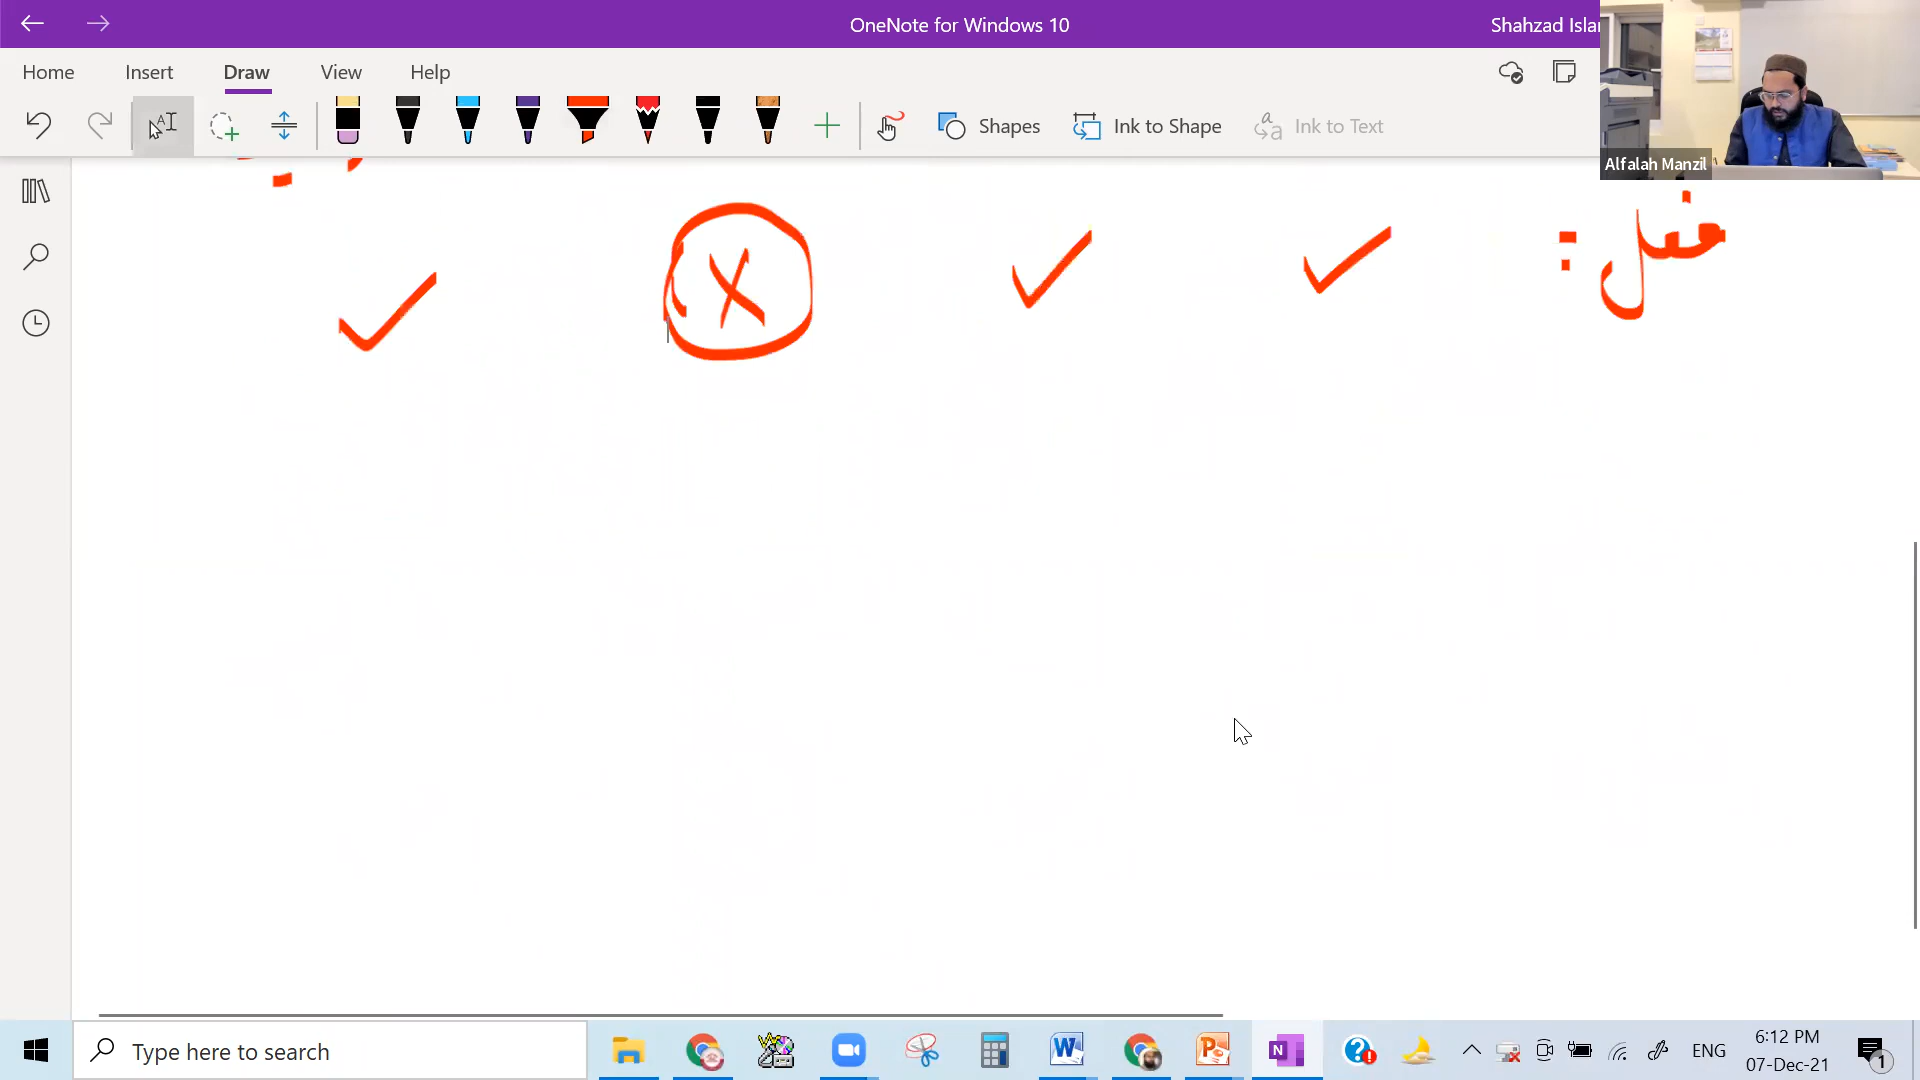 OneNote for Windows 10
Shahzad Isla
Home Insert Draw View Help
Shapes Ink to Shape Ink to Text
Alfalah Manzil
✓ X ✓ ✓
Type here to search
ENG
6:12 PM
07-Dec-21
1